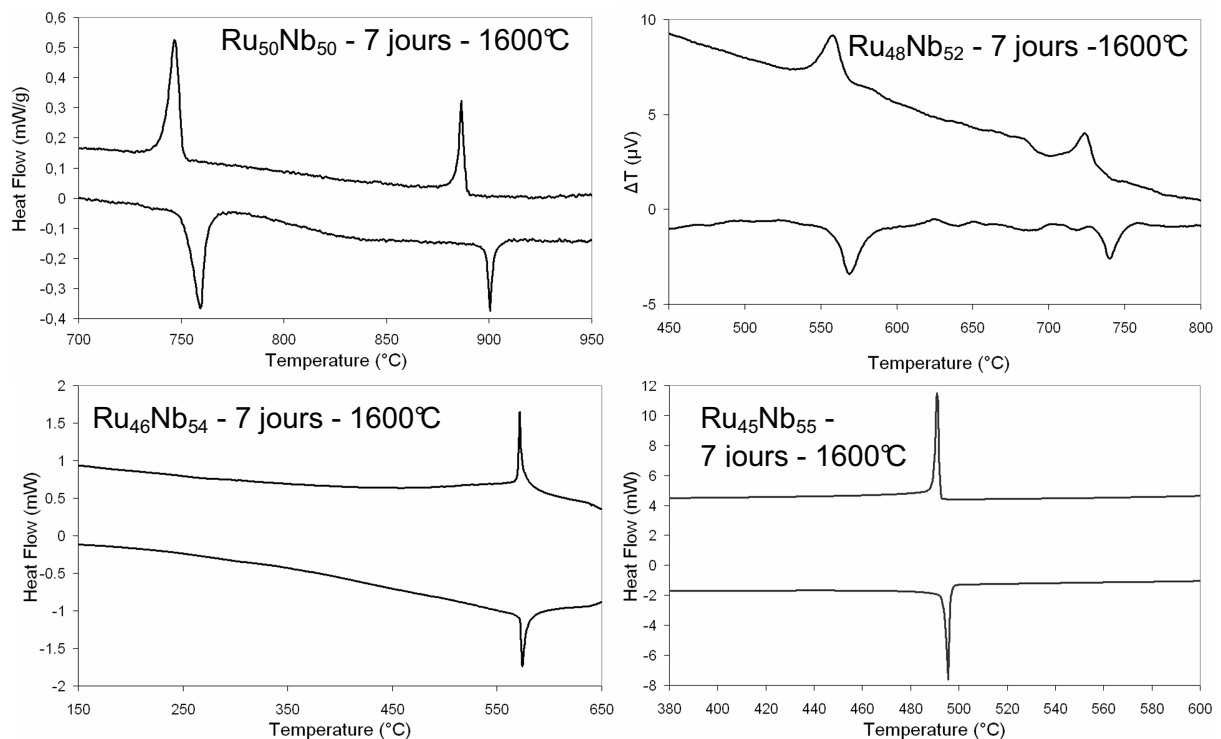 Ru₅₀Nb₅₀ - 7 jours - 1600°C
0,6
0,5
0,4
0,3
0,2
0,1
0
-0,1
-0,2
-0,3
-0,4
Heat Flow (mW/g)
700 750 800 850 900 950
Temperature (°C)
Ru₄₈Nb₅₂ - 7 jours -1600°C
10
5
0
-5
ΔT (µV)
450 500 550 600 650 700 750 800
Temperature (°C)
Ru₄₆Nb₅₄ - 7 jours - 1600°C
2
1.5
1
0.5
0
-0.5
-1
-1.5
-2
Heat Flow (mW)
150 250 350 450 550 650
Temperature (°C)
Ru₄₅Nb₅₅ -
7 jours - 1600°C
12
10
8
6
4
2
0
-2
-4
-6
-8
Heat Flow (mW)
380 400 420 440 460 480 500 520 540 560 580 600
Temperature (°C)